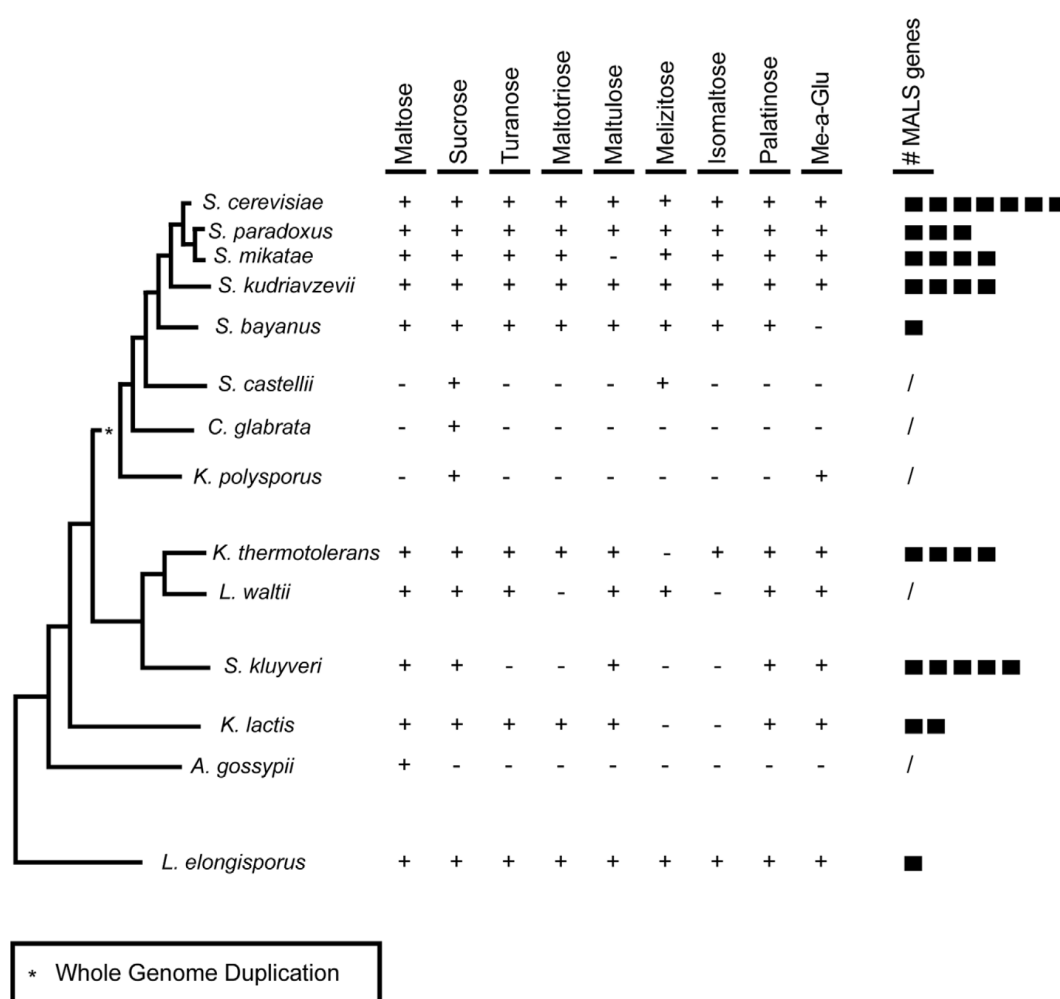 Maltose Sucrose Turanose Maltotriose Maltulose Melizitose Isomaltose Palatinose Me-a-Glu # MALS genes
S. cerevisiae + + + + + + + + +
S. paradoxus + + + + + + + + +
S. mikatae + + + + - + + + +
S. kudriavzevii + + + + + + + + +
S. bayanus + + + + + + + + -
S. castellii - + - - - + - - - /
C. glabrata - + - - - - - - - /
K. polysporus - + - - - - - - + /
K. thermotolerans + + + + + - + + +
L. waltii + + + - + + - + + /
S. kluyveri + + - - + - - + +
K. lactis + + + + + - - + +
A. gossypii + - - - - - - - - /
L. elongisporus + + + + + + + + +
* Whole Genome Duplication
*